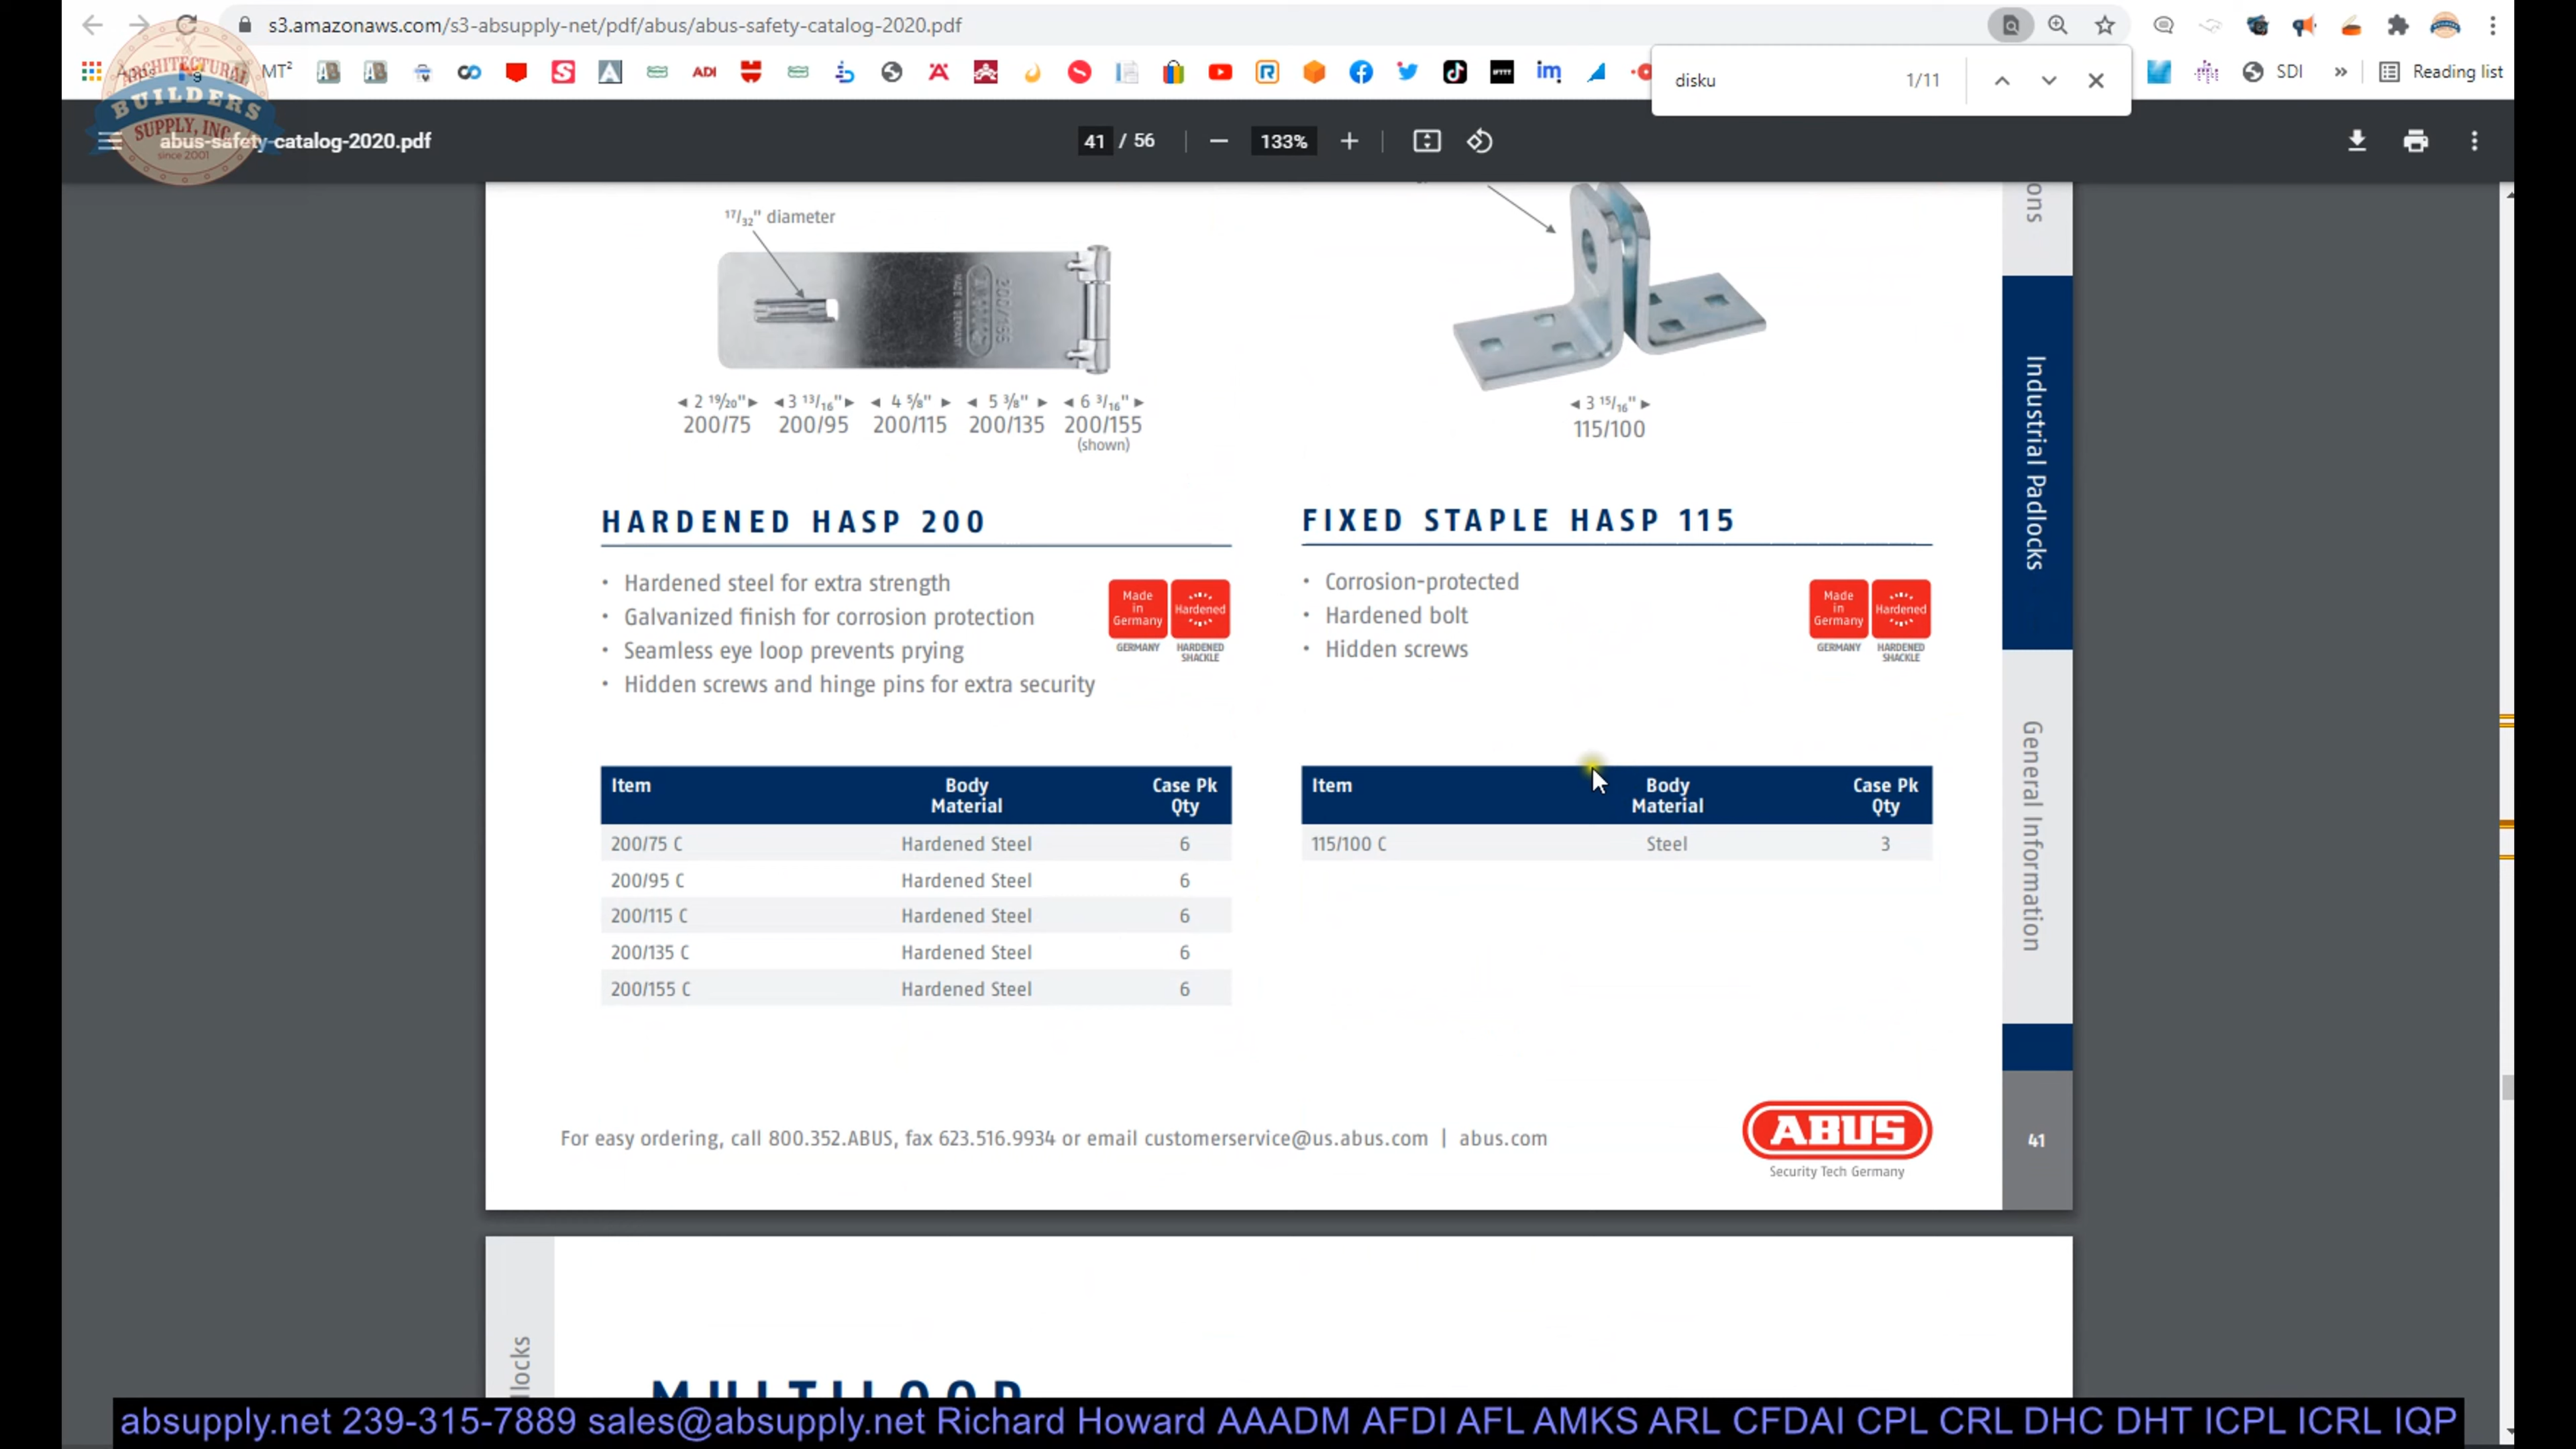 s3.amazonaws.com/s3-absupply-net/pdf/abus/abus-safety-catalog-2020.pdf
MT²
ADI
SDI
»
Reading list
disku
1/11
ARCHITECTURAL
BUILDERS
SUPPLY, INC
since 2001
abus-safety-catalog-2020.pdf
41 / 56
133%
17/32" diameter
ons
◄ 2 19/20" ► ◄ 3 13/16" ► ◄ 4 5/8" ► ◄ 5 3/8" ► ◄ 6 3/16" ►
200/75 200/95 200/115 200/135 200/155
(shown)
◄ 3 15/16" ►
115/100
HARDENED HASP 200
• Hardened steel for extra strength
• Galvanized finish for corrosion protection
• Seamless eye loop prevents prying
• Hidden screws and hinge pins for extra security
Made in Germany
GERMANY
Hardened
HARDENED SHACKLE
FIXED STAPLE HASP 115
• Corrosion-protected
• Hardened bolt
• Hidden screws
Made in Germany
GERMANY
Hardened
HARDENED SHACKLE
Industrial Padlocks
General Information
Item Body Material Case Pk Qty
200/75 C Hardened Steel 6
200/95 C Hardened Steel 6
200/115 C Hardened Steel 6
200/135 C Hardened Steel 6
200/155 C Hardened Steel 6
Item Body Material Case Pk Qty
115/100 C Steel 3
For easy ordering, call 800.352.ABUS, fax 623.516.9934 or email customerservice@us.abus.com | abus.com
ABUS
Security Tech Germany
41
locks
MULTILOOP
absupply.net 239-315-7889 sales@absupply.net Richard Howard AAADM AFDI AFL AMKS ARL CFDAI CPL CRL DHC DHT ICPL ICRL IQP